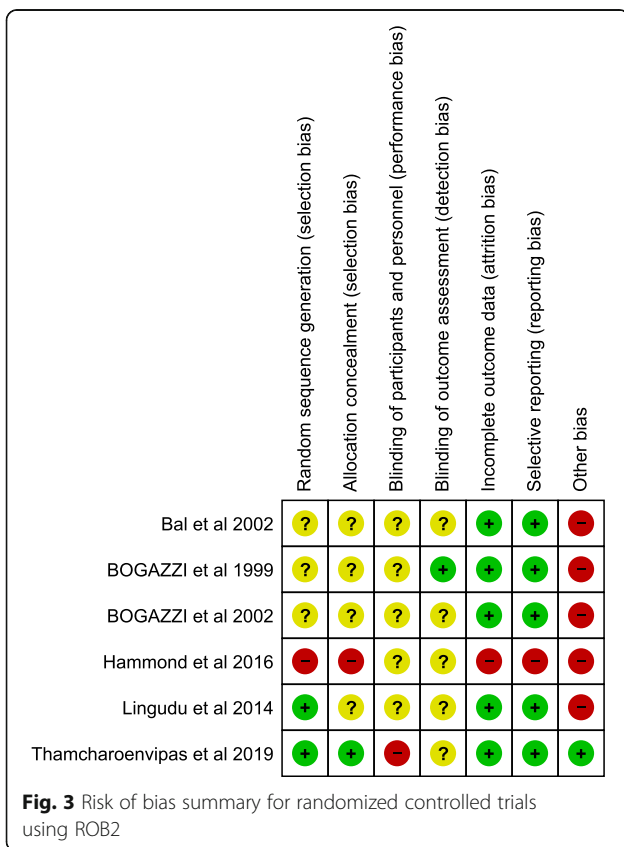 Random sequence generation (selection bias)
Allocation concealment (selection bias)
Blinding of participants and personnel (performance bias)
Blinding of outcome assessment (detection bias)
Incomplete outcome data (attrition bias)
Selective reporting (reporting bias)
Other bias
Bal et al 2002 ? ? ? ? + + −
BOGAZZI et al 1999 ? ? ? + + + −
BOGAZZI et al 2002 ? ? ? ? + + −
Hammond et al 2016 − − ? ? − − −
Lingudu et al 2014 + ? ? ? + + −
Thamcharoenvipas et al 2019 + + − ? + + +
Fig. 3 Risk of bias summary for randomized controlled trials
using ROB2